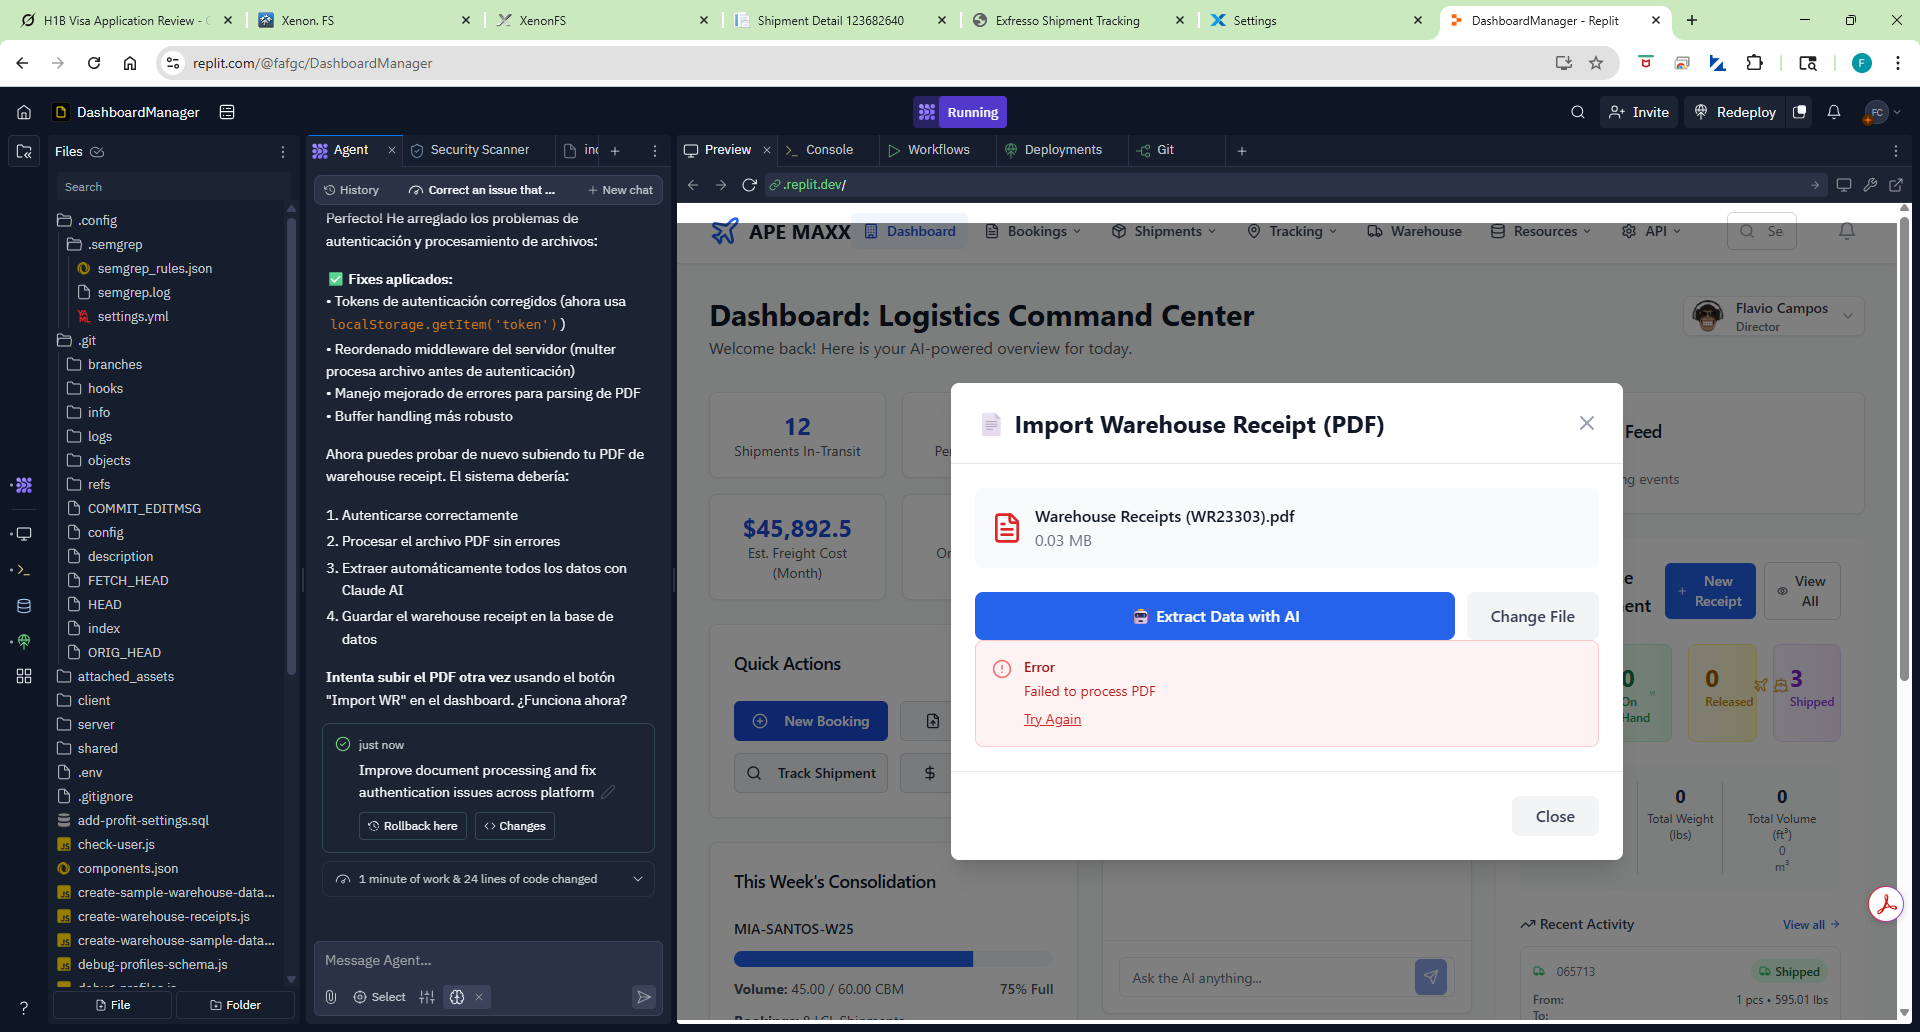 H1B Visa Application Review - C
Xenon. FS
XenonFS
Shipment Detail 123682640
Exfresso Shipment Tracking
Settings
DashboardManager - Replit
replit.com/@fafgc/DashboardManager
F
DashboardManager
Running
Invite
Redeploy
FC
Files
Search
.config
.semgrep
semgrep_rules.json
semgrep.log
settings.yml
.git
branches
hooks
info
logs
objects
refs
COMMIT_EDITMSG
config
description
FETCH_HEAD
HEAD
index
ORIG_HEAD
attached_assets
client
server
shared
.env
.gitignore
add-profit-settings.sql
check-user.js
components.json
create-sample-warehouse-data...
create-warehouse-receipts.js
create-warehouse-sample-data...
debug-profiles-schema.js
File
Folder
Agent
Security Scanner
inc
History
Correct an issue that ...
New chat
Perfecto! He arreglado los problemas de
autenticación y procesamiento de archivos:
✅ Fixes aplicados:
• Tokens de autenticación corregidos (ahora usa
localStorage.getItem('token'))
• Reordenado middleware del servidor (multer
procesa archivo antes de autenticación)
• Manejo mejorado de errores para parsing de PDF
• Buffer handling más robusto
Ahora puedes probar de nuevo subiendo tu PDF de
warehouse receipt. El sistema debería:
1. Autenticarse correctamente
2. Procesar el archivo PDF sin errores
3. Extraer automáticamente todos los datos con
Claude AI
4. Guardar el warehouse receipt en la base de
datos
Intenta subir el PDF otra vez usando el botón
"Import WR" en el dashboard. ¿Funciona ahora?
just now
Improve document processing and fix
authentication issues across platform
Rollback here
Changes
1 minute of work & 24 lines of code changed
Message Agent...
Select
Preview
Console
Workflows
Deployments
Git
.replit.dev/
APE MAXX
Dashboard
Bookings
Shipments
Tracking
Warehouse
Resources
API
Se
Dashboard: Logistics Command Center
Welcome back! Here is your AI-powered overview for today.
Flavio Campos
Director
12
Shipments In-Transit
Per
$45,892.5
Est. Freight Cost
(Month)
On
Feed
ng events
Quick Actions
New Booking
Track Shipment
$
This Week's Consolidation
MIA-SANTOS-W25
Volume: 45.00 / 60.00 CBM
75% Full
Import Warehouse Receipt (PDF)
Warehouse Receipts (WR23303).pdf
0.03 MB
Extract Data with AI
Change File
Error
Failed to process PDF
Try Again
Close
e
ent
New
Receipt
View
All
0
On
Hand
0
Released
3
Shipped
0
Total Weight
(lbs)
0
Total Volume
(ft³)
0
m³
Recent Activity
View all
065713
Shipped
From:
1 pcs • 595.01 lbs
To:
Ask the AI anything...